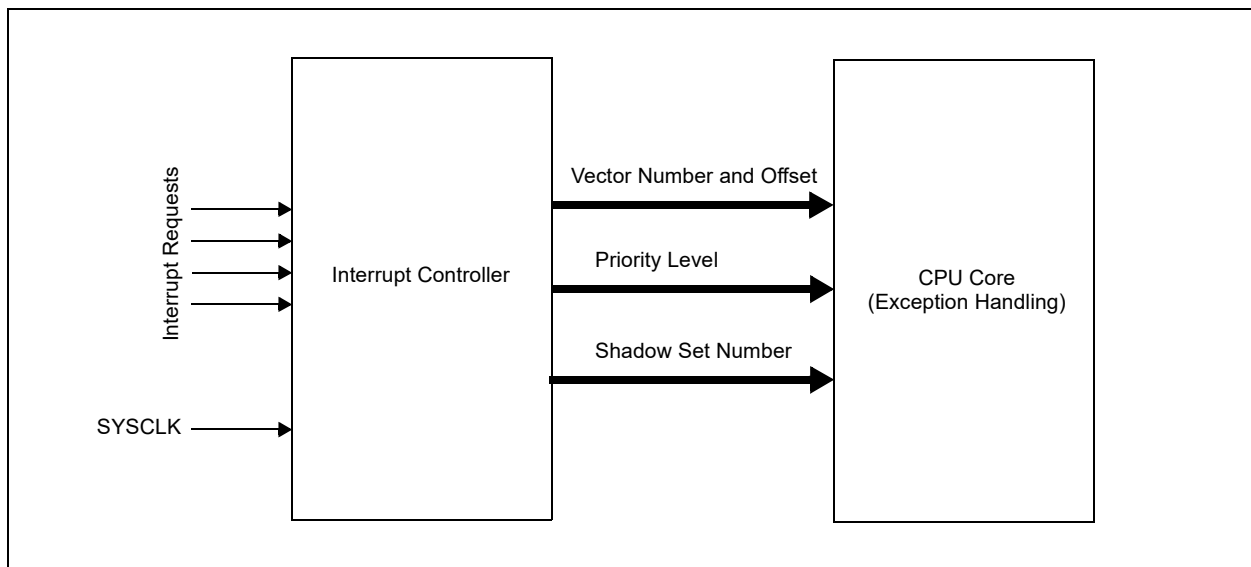 Interrupt Requests
SYSCLK
Interrupt Controller
Vector Number and Offset
Priority Level
Shadow Set Number
CPU Core
(Exception Handling)